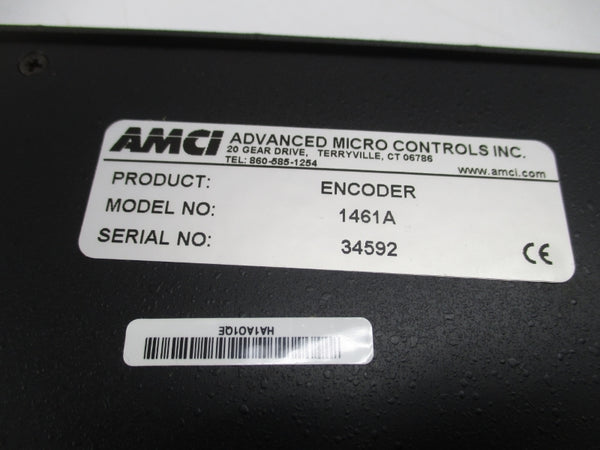 AMCI ADVANCED MICRO CONTROLS INC.
20 GEAR DRIVE, TERRYVILLE, CT 06786
TEL: 860-585-1254 www.amci.com
PRODUCT: ENCODER
MODEL NO: 1461A
SERIAL NO: 34592
CE
HA1A01QE